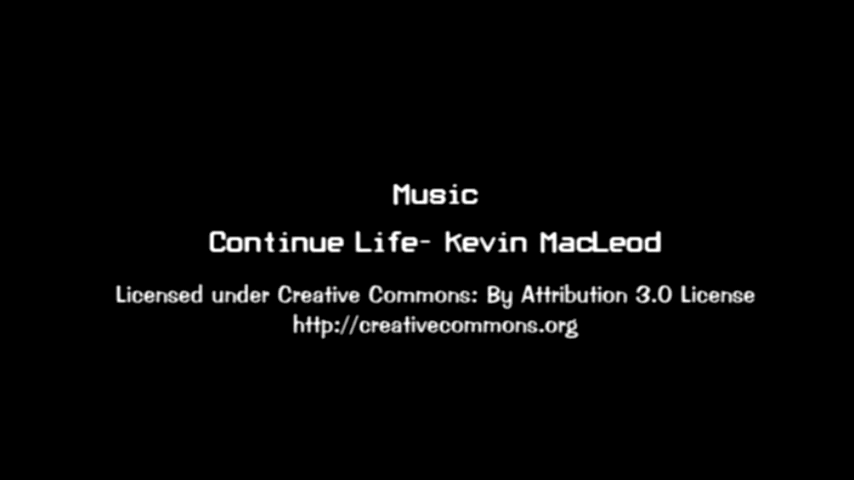 Music
Continue Life- Kevin MacLeod
Licensed under Creative Commons: By Attribution 3.0 License
http://creativecommons.org